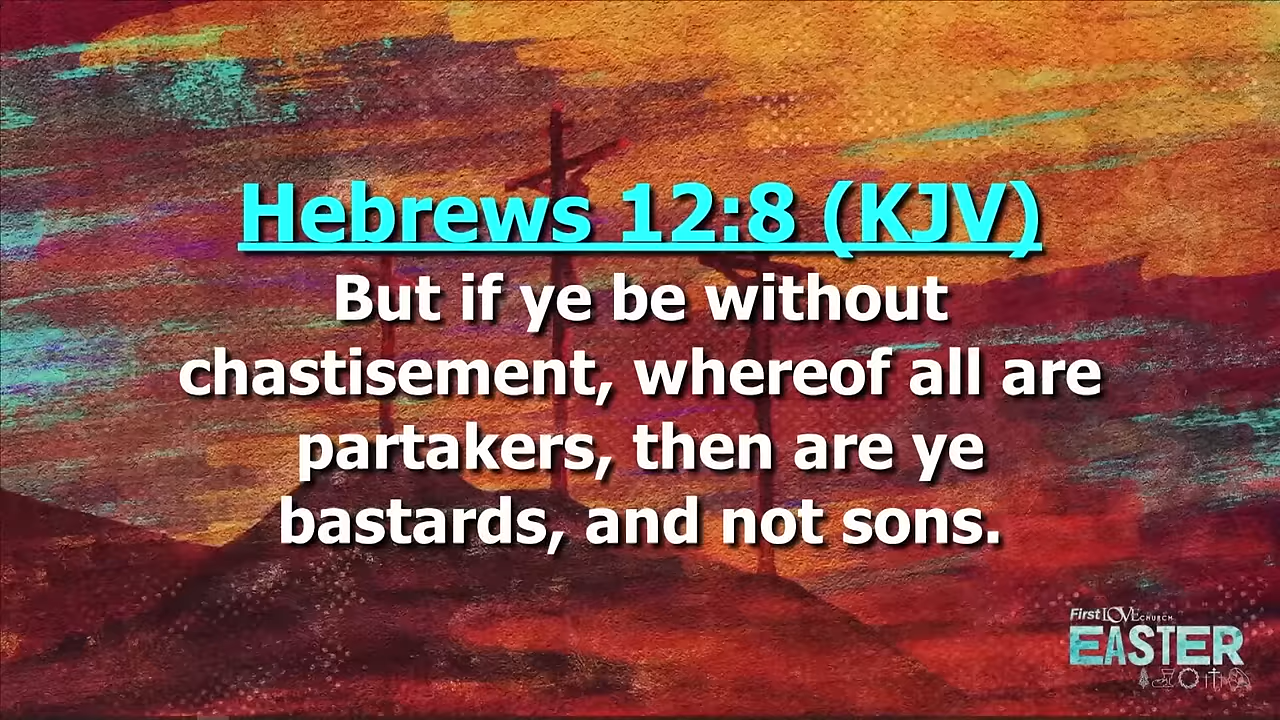 Hebrews 12:8 (KJV)
But if ye be without
chastisement, whereof all are
partakers, then are ye
bastards, and not sons.
First LOVE CHURCH
EASTER